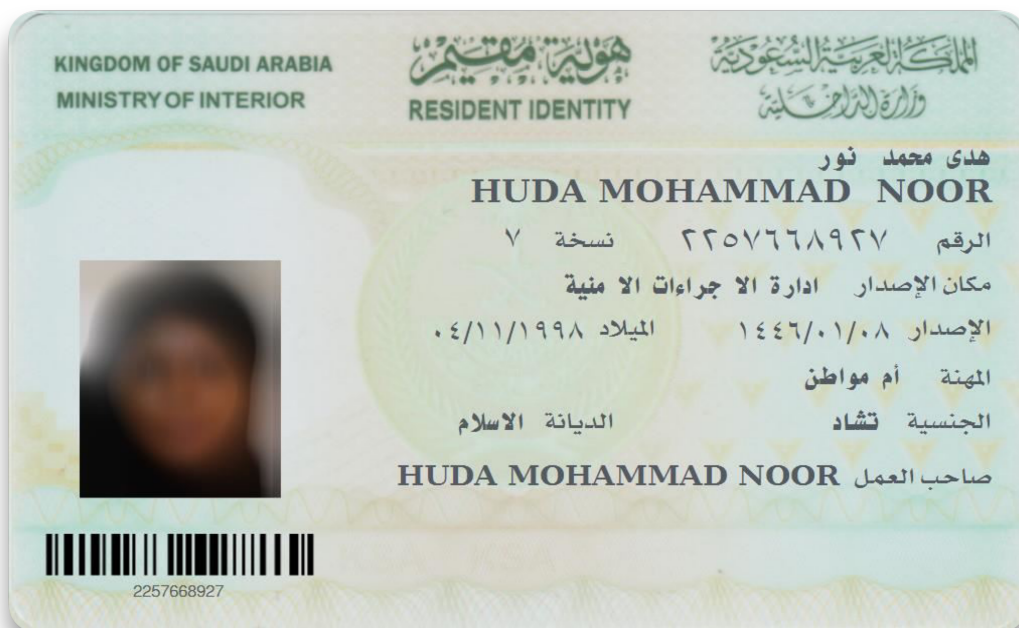 KINGDOM OF SAUDI ARABIA
MINISTRY OF INTERIOR
هوية مقيم
RESIDENT IDENTITY
المملكة العربية السعودية
وزارة الداخلية
هدى محمد نور
HUDA MOHAMMAD NOOR
الرقم ٢٢٥٧٦٦٨٩٢٧ نسخة ٧
مكان الإصدار ادارة الا جراءات الا منية
الإصدار ١٤٤٦/٠١/٠٨ الميلاد ٠٤/١١/١٩٩٨
المهنة أم مواطن
الجنسية تشاد الديانة الاسلام
صاحب العمل HUDA MOHAMMAD NOOR
KSA KSA
2257668927